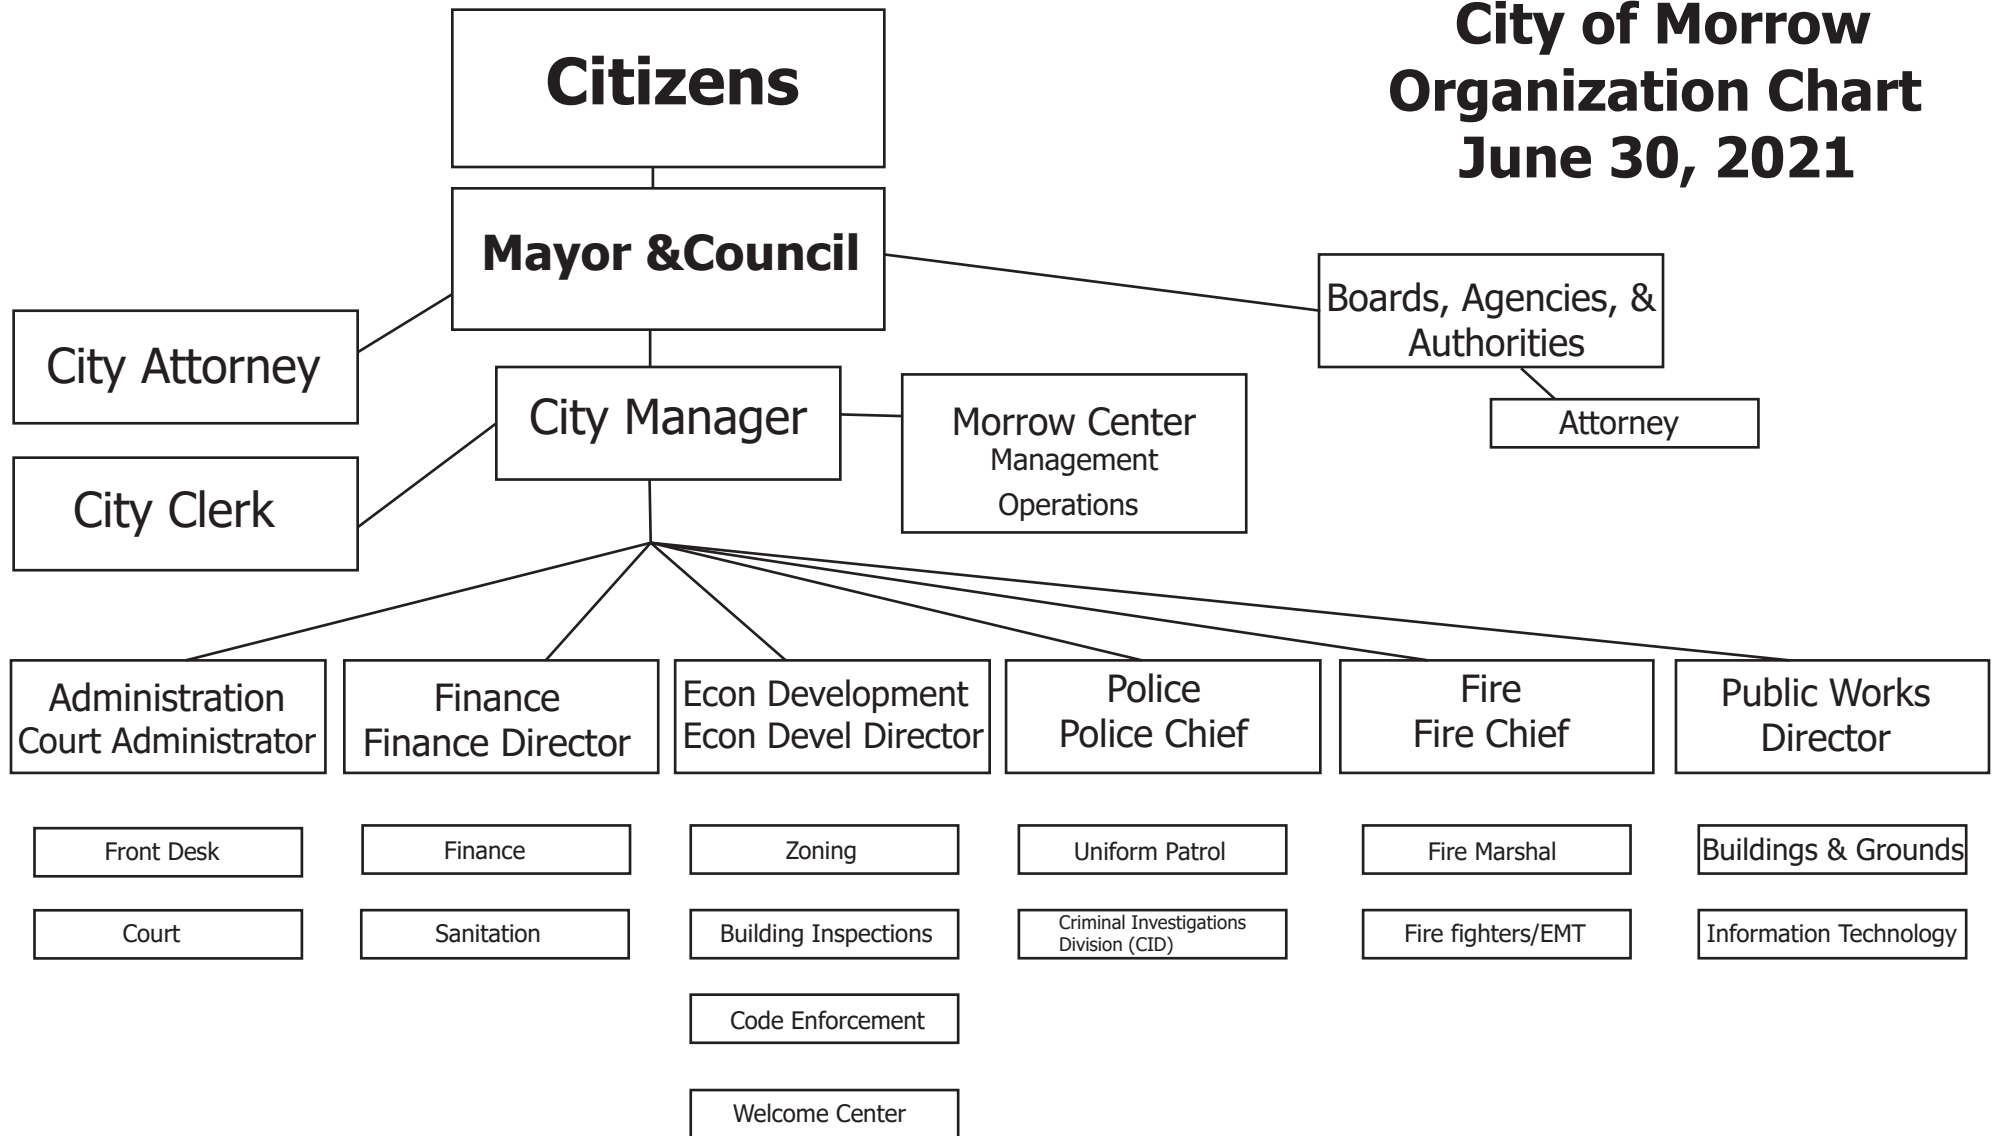 City of Morrow
Organization Chart
June 30, 2021
Citizens
Mayor &Council
Boards, Agencies, &
Authorities
Attorney
City Attorney
City Manager
Morrow Center
Management
Operations
City Clerk
Administration
Court Administrator
Finance
Finance Director
Econ Development
Econ Devel Director
Police
Police Chief
Fire
Fire Chief
Public Works
Director
Front Desk
Finance
Zoning
Uniform Patrol
Fire Marshal
Buildings & Grounds
Court
Sanitation
Building Inspections
Criminal Investigations
Division (CID)
Fire fighters/EMT
Information Technology
Code Enforcement
Welcome Center